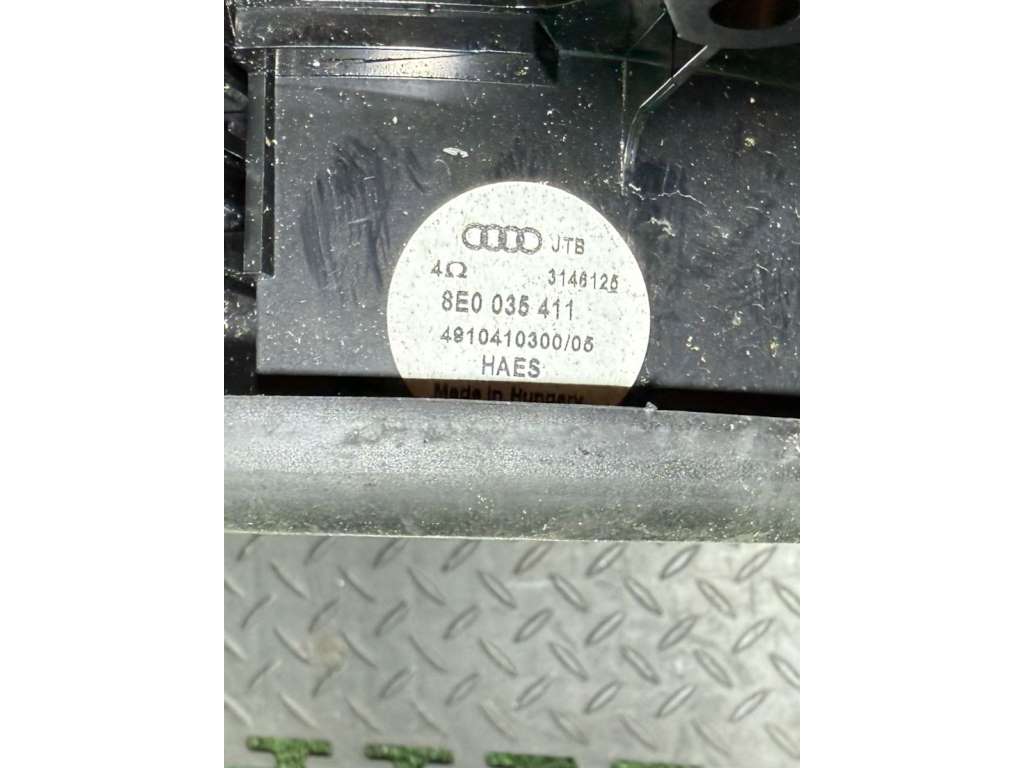 JTB
4Ω 3146125
8E0 035 411
4910410300/05
HAES
Made in Hungary